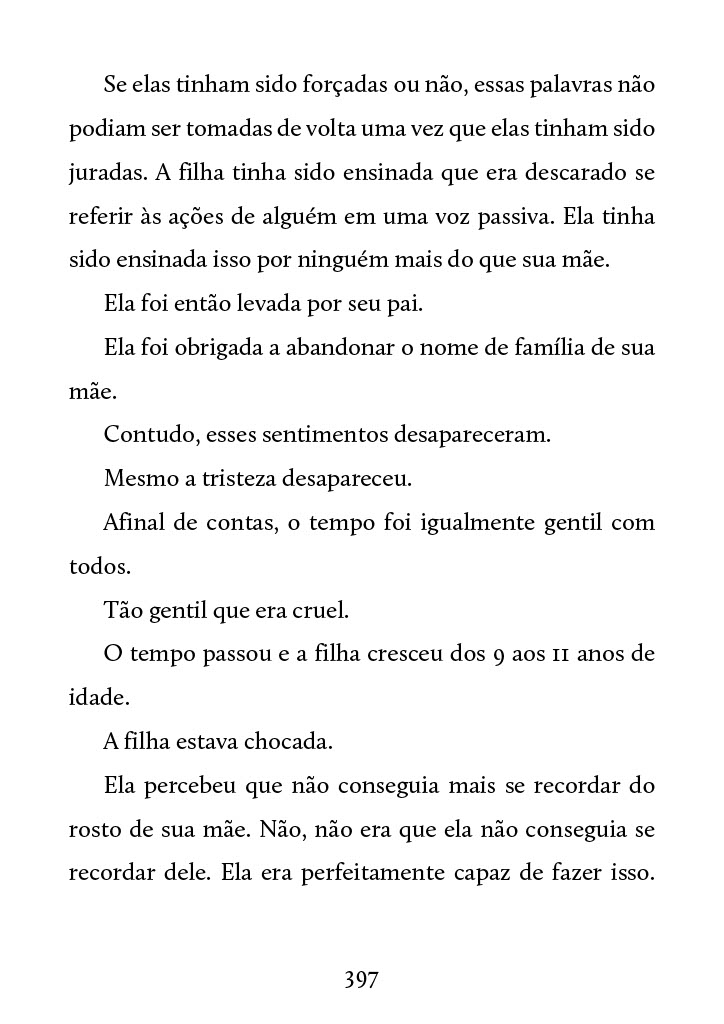 Se elas tinham sido forçadas ou não, essas palavras não
podiam ser tomadas de volta uma vez que elas tinham sido
juradas. A filha tinha sido ensinada que era descarado se
referir às ações de alguém em uma voz passiva. Ela tinha
sido ensinada isso por ninguém mais do que sua mãe.
Ela foi então levada por seu pai.
Ela foi obrigada a abandonar o nome de família de sua
mãe.
Contudo, esses sentimentos desapareceram.
Mesmo a tristeza desapareceu.
Afinal de contas, o tempo foi igualmente gentil com
todos.
Tão gentil que era cruel.
O tempo passou e a filha cresceu dos 9 aos 11 anos de
idade.
A filha estava chocada.
Ela percebeu que não conseguia mais se recordar do
rosto de sua mãe. Não, não era que ela não conseguia se
recordar dele. Ela era perfeitamente capaz de fazer isso.
397